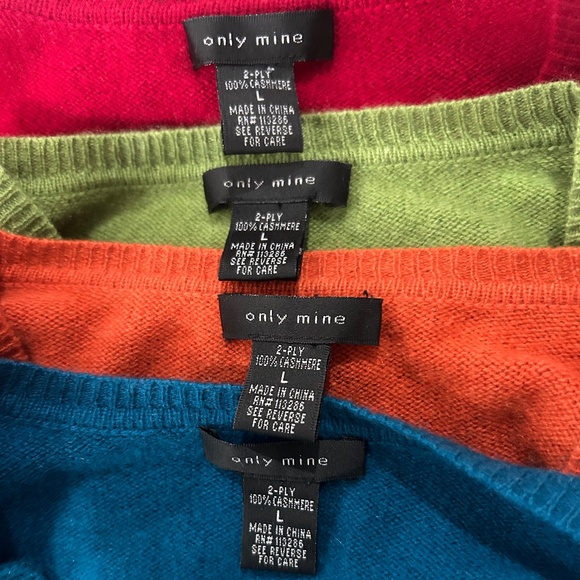 only mine
2-PLY
100% CASHMERE
L
MADE IN CHINA
RN# 113286
SEE REVERSE
FOR CARE
only mine
2-PLY
100% CASHMERE
L
MADE IN CHINA
RN# 113286
SEE REVERSE
FOR CARE
only mine
2-PLY
100% CASHMERE
L
MADE IN CHINA
RN# 113286
SEE REVERSE
FOR CARE
only mine
2-PLY
100% CASHMERE
L
MADE IN CHINA
RN# 113286
SEE REVERSE
FOR CARE